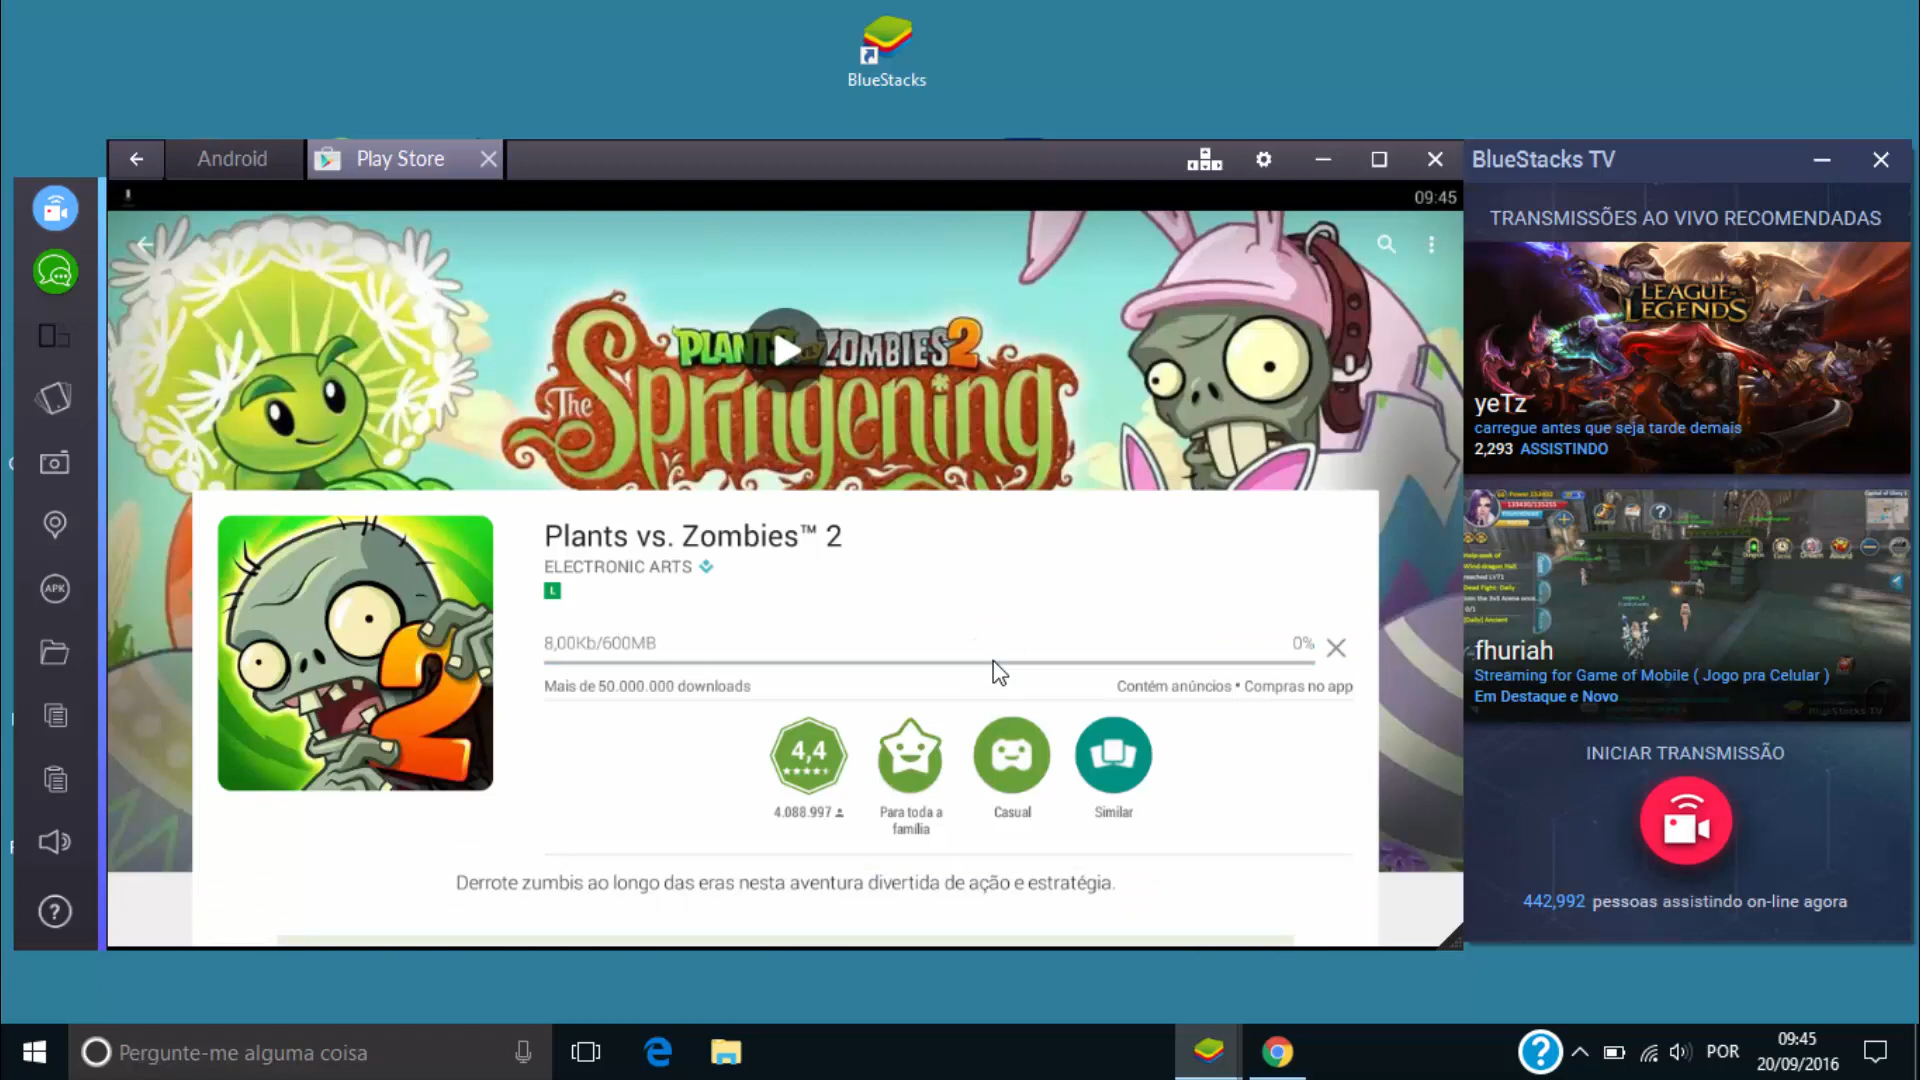 BlueStacks
Android
Play Store
BlueStacks TV
09:45
TRANSMISSÕES AO VIVO RECOMENDADAS
PLANTS VS. ZOMBIES 2
The
Springening
LEAGUE OF
LEGENDS
yeTz
carregue antes que seja tarde demais
2,293 ASSISTINDO
Plants vs. Zombies™ 2
ELECTRONIC ARTS
L
8,00Kb/600MB
0%
Mais de 50.000.000 downloads
Contém anúncios • Compras no app
2
4,4
4.088.997
Para toda a
família
Casual
Similar
Derrote zumbis ao longo das eras nesta aventura divertida de ação e estratégia.
APK
fhuriah
Streaming for Game of Mobile ( Jogo pra Celular )
Em Destaque e Novo
BlueStacks TV
INICIAR TRANSMISSÃO
442,992 pessoas assistindo on-line agora
Pergunte-me alguma coisa
POR
09:45
20/09/2016